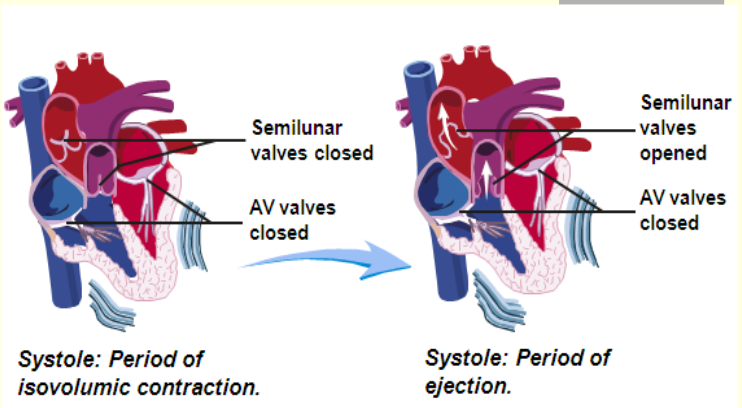 Semilunar
valves closed
AV valves
closed
Systole: Period of
isovolumic contraction.
Semilunar
valves
opened
AV valves
closed
Systole: Period of
ejection.